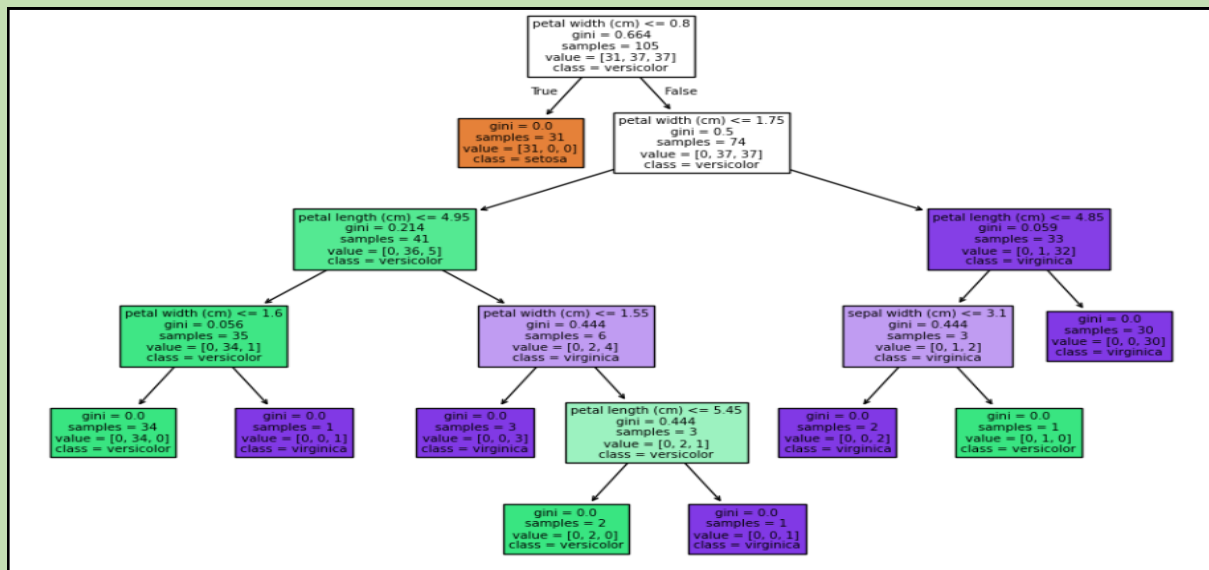 petal width (cm) <= 0.8
gini = 0.664
samples = 105
value = [31, 37, 37]
class = versicolor
True
False
gini = 0.0
samples = 31
value = [31, 0, 0]
class = setosa
petal width (cm) <= 1.75
gini = 0.5
samples = 74
value = [0, 37, 37]
class = versicolor
petal length (cm) <= 4.95
gini = 0.214
samples = 41
value = [0, 36, 5]
class = versicolor
petal length (cm) <= 4.85
gini = 0.059
samples = 33
value = [0, 1, 32]
class = virginica
petal width (cm) <= 1.6
gini = 0.056
samples = 35
value = [0, 34, 1]
class = versicolor
petal width (cm) <= 1.55
gini = 0.444
samples = 6
value = [0, 2, 4]
class = virginica
sepal width (cm) <= 3.1
gini = 0.444
samples = 3
value = [0, 1, 2]
class = virginica
gini = 0.0
samples = 30
value = [0, 0, 30]
class = virginica
gini = 0.0
samples = 34
value = [0, 34, 0]
class = versicolor
gini = 0.0
samples = 1
value = [0, 0, 1]
class = virginica
gini = 0.0
samples = 3
value = [0, 0, 3]
class = virginica
petal length (cm) <= 5.45
gini = 0.444
samples = 3
value = [0, 2, 1]
class = versicolor
gini = 0.0
samples = 2
value = [0, 0, 2]
class = virginica
gini = 0.0
samples = 1
value = [0, 1, 0]
class = versicolor
gini = 0.0
samples = 2
value = [0, 2, 0]
class = versicolor
gini = 0.0
samples = 1
value = [0, 0, 1]
class = virginica